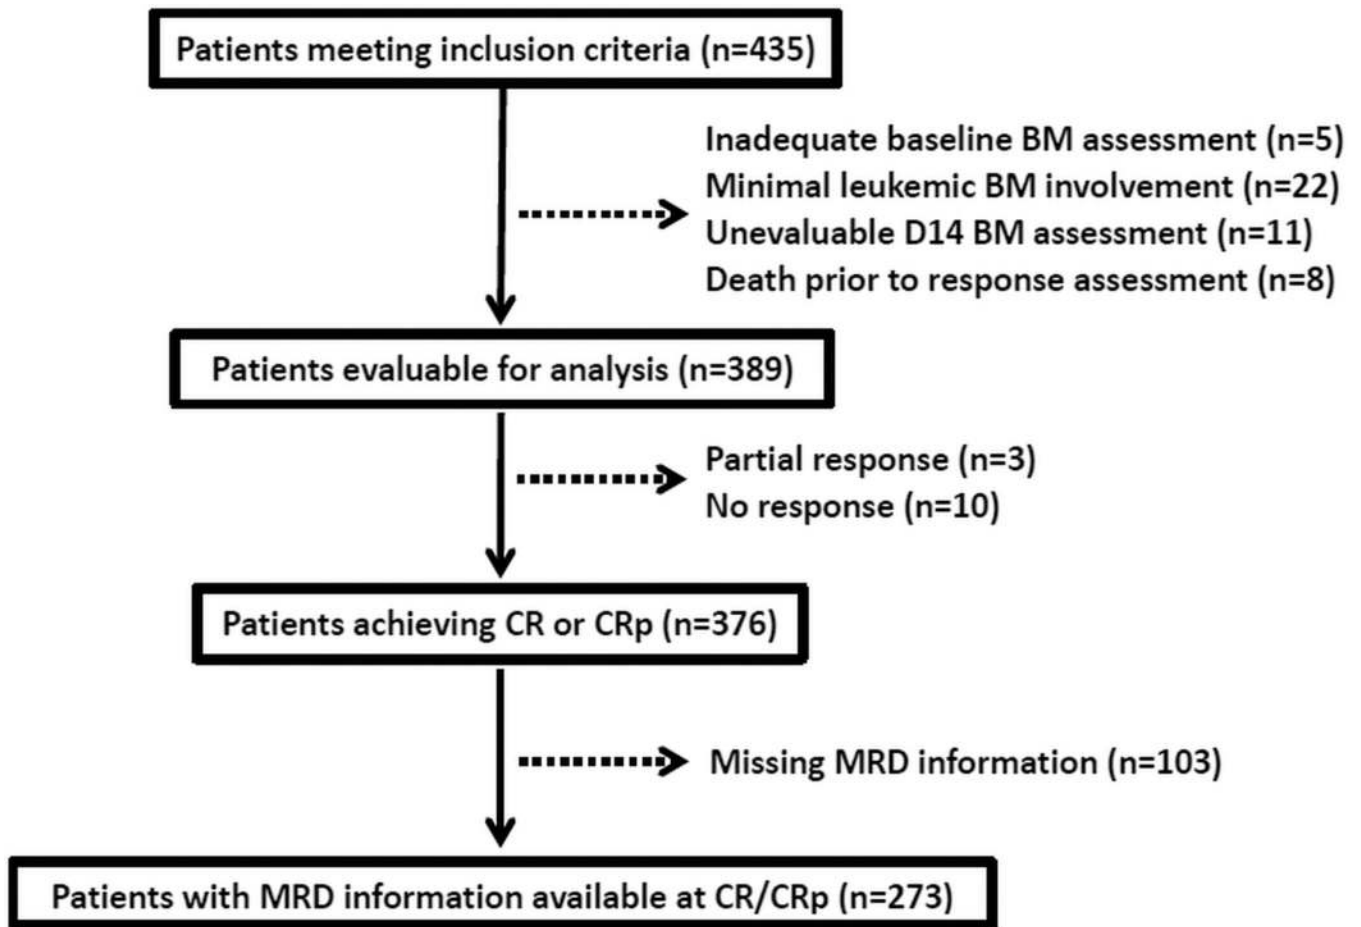 Patients meeting inclusion criteria (n=435)
Inadequate baseline BM assessment (n=5)
Minimal leukemic BM involvement (n=22)
Unevaluable D14 BM assessment (n=11)
Death prior to response assessment (n=8)
Patients evaluable for analysis (n=389)
Partial response (n=3)
No response (n=10)
Patients achieving CR or CRp (n=376)
Missing MRD information (n=103)
Patients with MRD information available at CR/CRp (n=273)